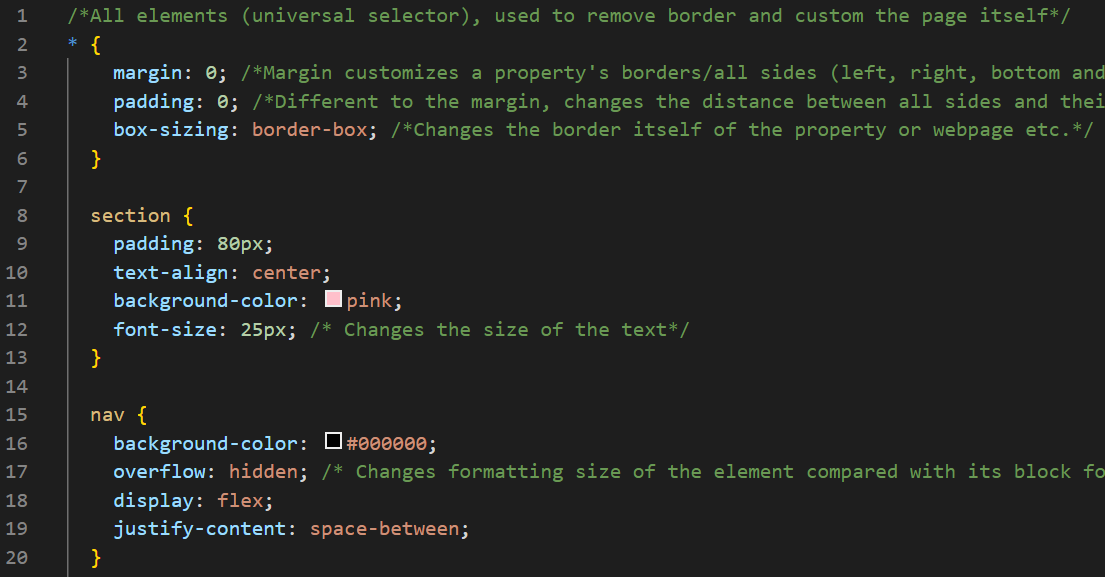 1 /*All elements (universal selector), used to remove border and custom the page itself*/
2 * {
3 margin: 0; /*Margin customizes a property's borders/all sides (left, right, bottom and
4 padding: 0; /*Different to the margin, changes the distance between all sides and thei
5 box-sizing: border-box; /*Changes the border itself of the property or webpage etc.*/
6 }
7
8 section {
9 padding: 80px;
10 text-align: center;
11 background-color: pink;
12 font-size: 25px; /* Changes the size of the text*/
13 }
14
15 nav {
16 background-color: #000000;
17 overflow: hidden; /* Changes formatting size of the element compared with its block fo
18 display: flex;
19 justify-content: space-between;
20 }